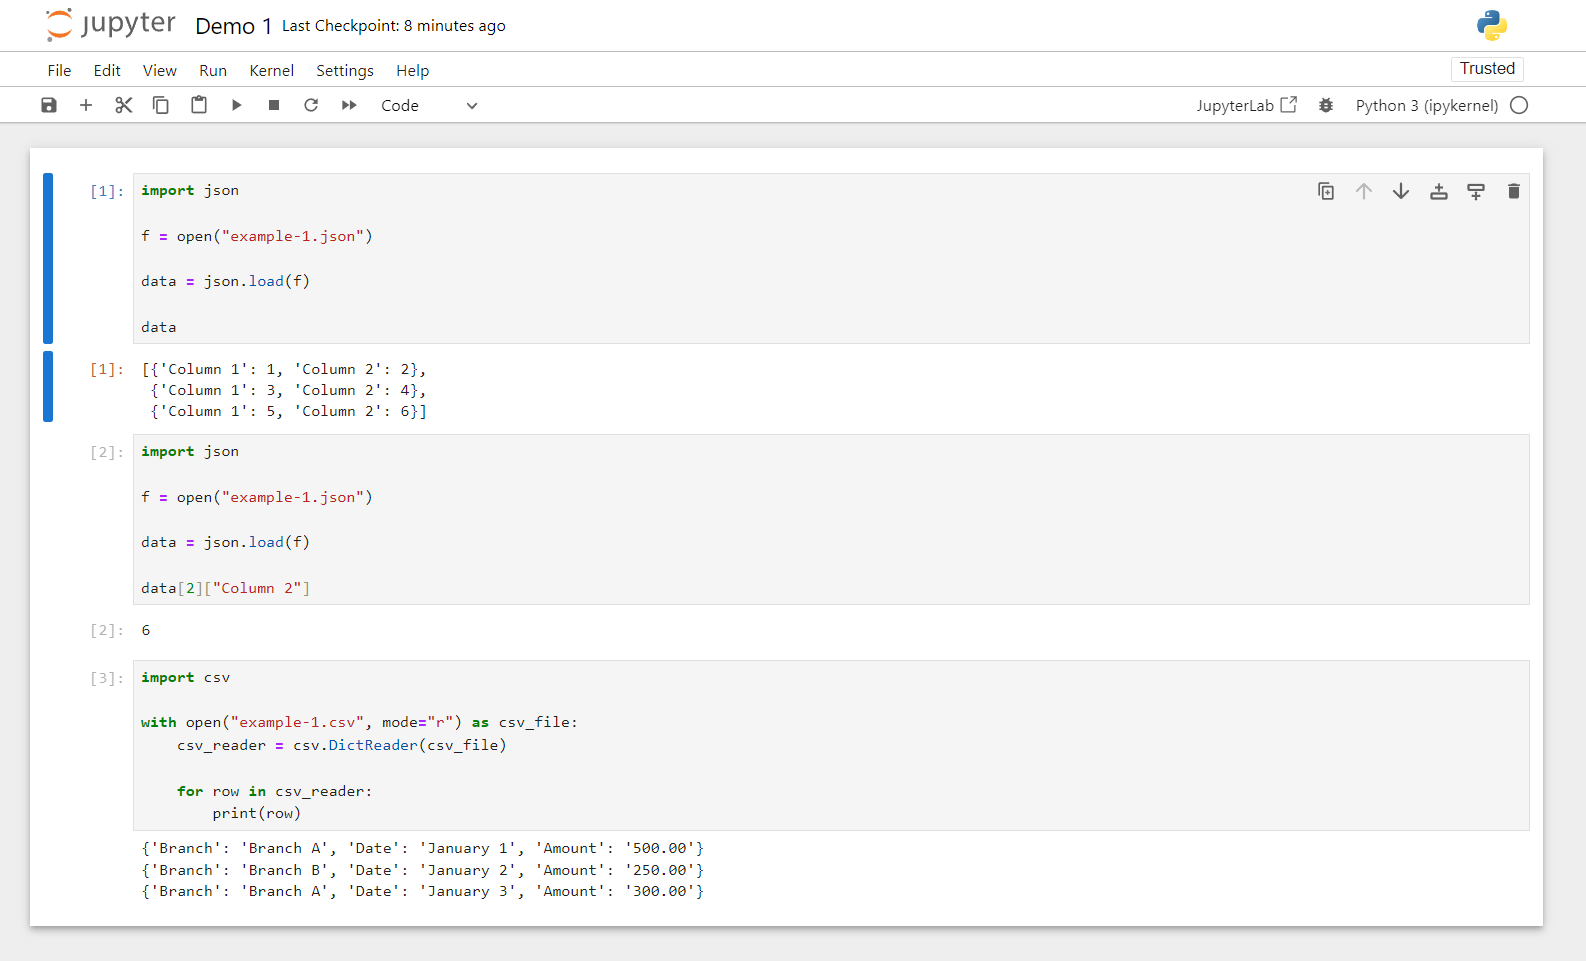 jupyter Demo 1 Last Checkpoint: 8 minutes ago
File Edit View Run Kernel Settings Help Trusted
Code JupyterLab Python 3 (ipykernel)
[1]: import json
f = open("example-1.json")
data = json.load(f)
data
[1]: [{'Column 1': 1, 'Column 2': 2},
{'Column 1': 3, 'Column 2': 4},
{'Column 1': 5, 'Column 2': 6}]
[2]: import json
f = open("example-1.json")
data = json.load(f)
data[2]["Column 2"]
[2]: 6
[3]: import csv
with open("example-1.csv", mode="r") as csv_file:
    csv_reader = csv.DictReader(csv_file)
    for row in csv_reader:
        print(row)
{'Branch': 'Branch A', 'Date': 'January 1', 'Amount': '500.00'}
{'Branch': 'Branch B', 'Date': 'January 2', 'Amount': '250.00'}
{'Branch': 'Branch A', 'Date': 'January 3', 'Amount': '300.00'}